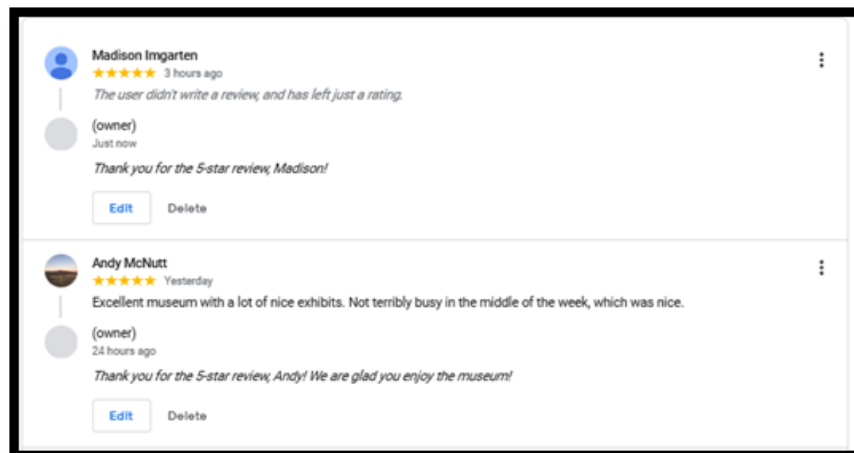 Madison Imgarten
★★★★★ 3 hours ago
The user didn't write a review, and has left just a rating.
(owner)
Just now
Thank you for the 5-star review, Madison!
Edit Delete
Andy McNutt
★★★★★ Yesterday
Excellent museum with a lot of nice exhibits. Not terribly busy in the middle of the week, which was nice.
(owner)
24 hours ago
Thank you for the 5-star review, Andy! We are glad you enjoy the museum!
Edit Delete